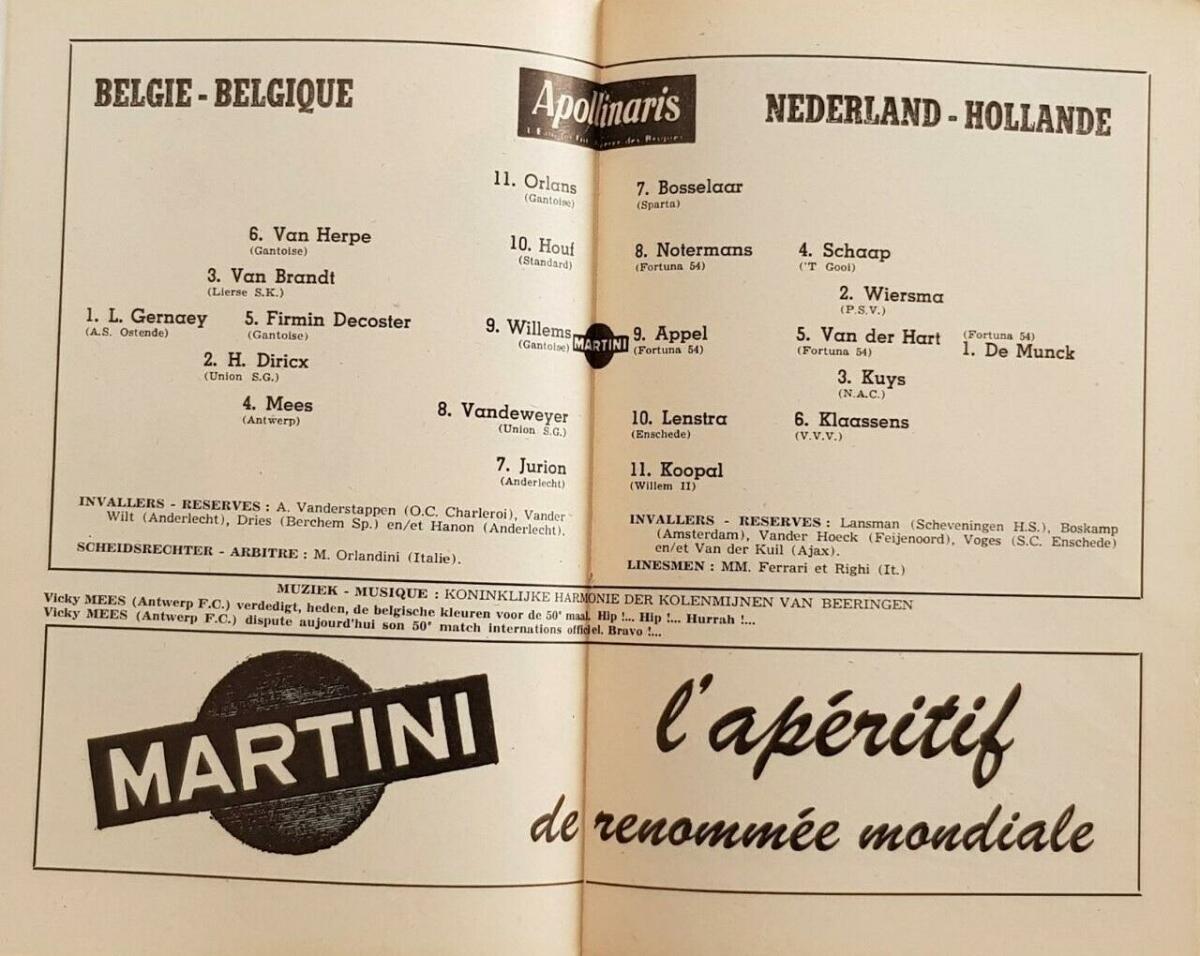 BELGIE - BELGIQUE
Apollinaris
NEDERLAND - HOLLANDE
11. Orlans
(Gantoise)
6. Van Herpe
(Gantoise)
10. Houf
(Standard)
3. Van Brandt
(Lierse S.K.)
1. L. Gernaey
(A.S. Ostende)
5. Firmin Decoster
(Gantoise)
9. Willems
(Gantoise)
2. H. Diricx
(Union S.G.)
4. Mees
(Antwerp)
8. Vandeweyer
(Union S.G.)
7. Jurion
(Anderlecht)
INVALLERS - RESERVES : A. Vanderstappen (O.C. Charleroi), Vander
Wilt (Anderlecht), Dries (Berchem Sp.) en/et Hanon (Anderlecht).
SCHEIDSRECHTER - ARBITRE : M. Orlandini (Italie).
MARTINI
7. Bosselaar
(Sparta)
8. Notermans
(Fortuna 54)
4. Schaap
('T Gooi)
2. Wiersma
(P.S.V.)
9. Appel
(Fortuna 54)
5. Van der Hart
(Fortuna 54)
(Fortuna 54)
1. De Munck
3. Kuys
(N.A.C.)
10. Lenstra
(Enschede)
6. Klaassens
(V.V.V.)
11. Koopal
(Willem II)
INVALLERS - RESERVES : Lansman (Scheveningen H.S.), Boskamp
(Amsterdam), Vander Hoeck (Feijenoord), Voges (S.C. Enschede)
en/et Van der Kuil (Ajax).
LINESMEN : MM. Ferrari et Righi (It.)
MUZIEK - MUSIQUE : KONINKLIJKE HARMONIE DER KOLENMIJNEN VAN BEERINGEN
Vicky MEES (Antwerp F.C.) verdedigt, heden, de belgische kleuren voor de 50e maal. Hip !... Hip !... Hurrah !...
Vicky MEES (Antwerp F.C.) dispute aujourd'hui son 50e match internations officiel. Bravo !...
MARTINI
l'apéritif
de renommée mondiale